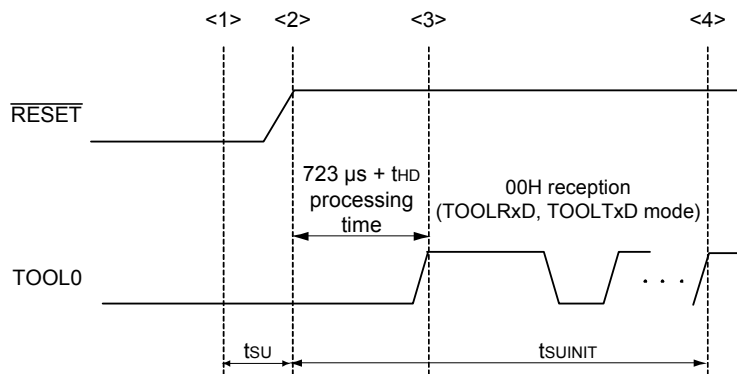 <1> <2> <3> <4>
RESET
723 µs + tHD
processing
time
00H reception
(TOOLRxD, TOOLTxD mode)
TOOL0
. . .
tSU
tSUINIT